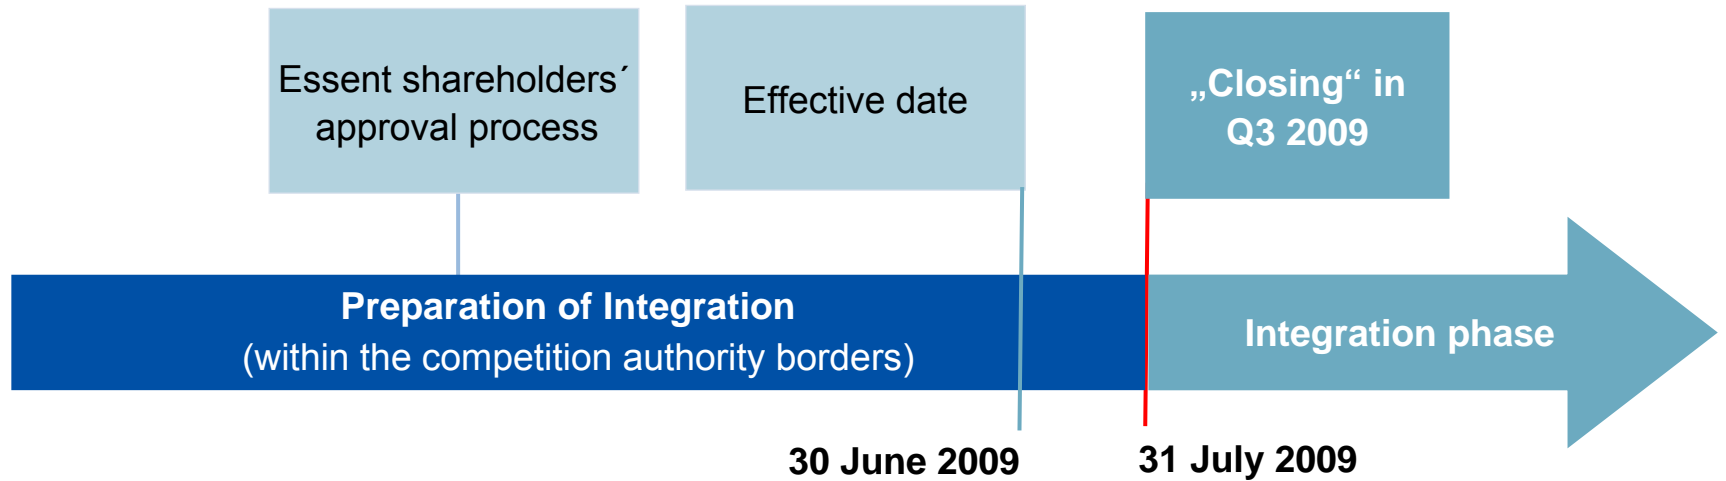 Essent shareholders´
approval process
Effective date
„Closing“ in
Q3 2009
Preparation of Integration
(within the competition authority borders)
Integration phase
30 June 2009
31 July 2009